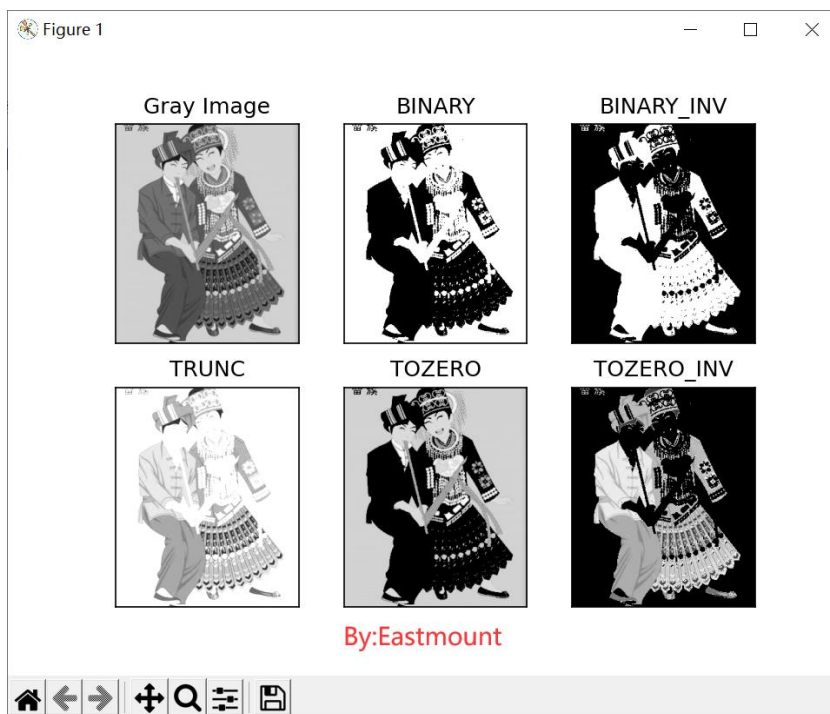 Figure 1
Gray Image
BINARY
BINARY_INV
TRUNC
TOZERO
TOZERO_INV
By:Eastmount